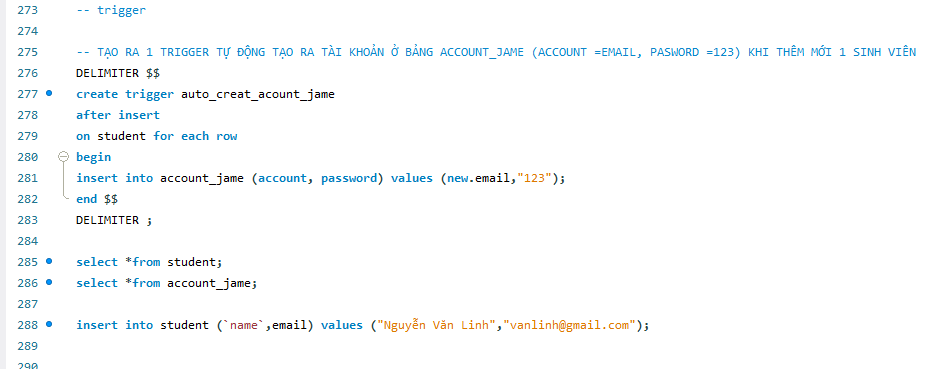 273 -- trigger
274
275 -- TẠO RA 1 TRIGGER TỰ ĐỘNG TẠO RA TÀI KHOẢN Ở BẢNG ACCOUNT_JAME (ACCOUNT =EMAIL, PASWORD =123) KHI THÊM MỚI 1 SINH VIÊN
276 DELIMITER $$
277 create trigger auto_creat_acount_jame
278 after insert
279 on student for each row
280 begin
281 insert into account_jame (account, password) values (new.email,"123");
282 end $$
283 DELIMITER ;
284
285 select *from student;
286 select *from account_jame;
287
288 insert into student (`name`,email) values ("Nguyễn Văn Linh","vanlinh@gmail.com");
289
290